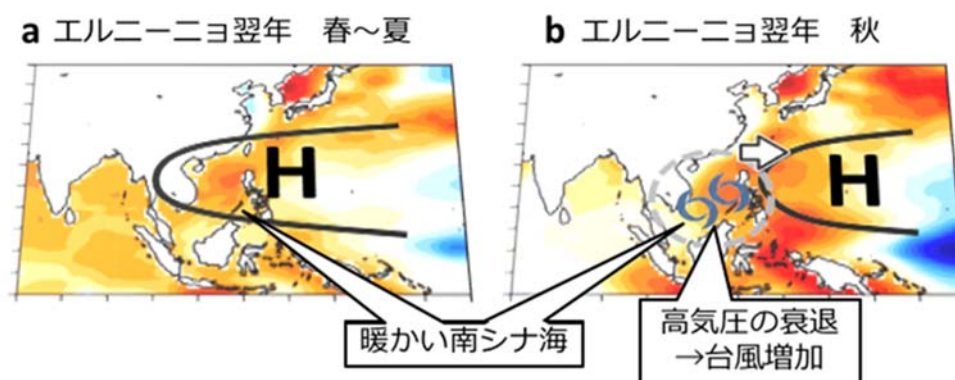 a エルニーニョ翌年　春～夏
b エルニーニョ翌年　秋
H
H
暖かい南シナ海
高気圧の衰退
→台風増加